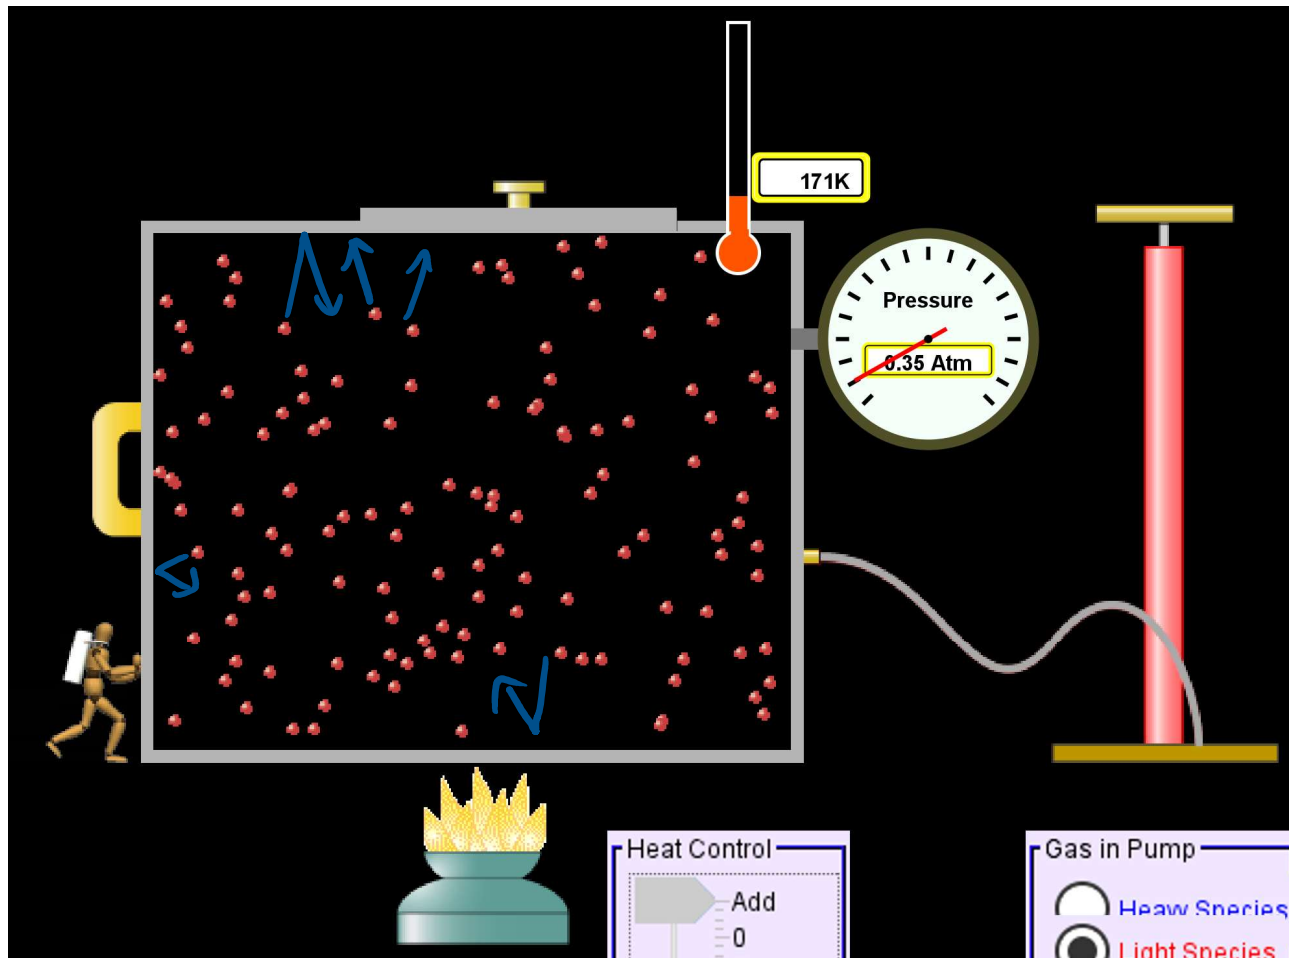 171K
Pressure
0.35 Atm
Heat Control
Add
0
Gas in Pump
Heavy Species
Light Species